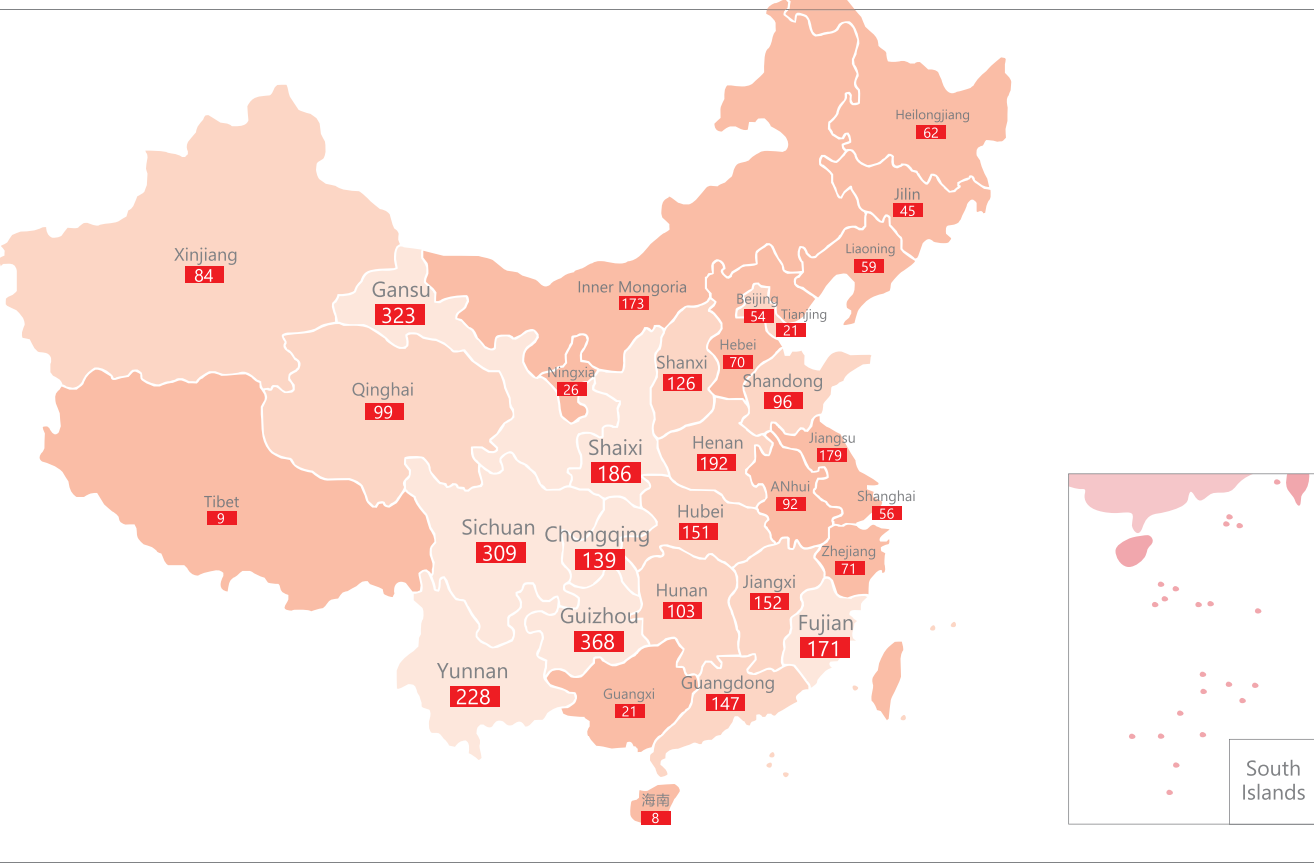 Heilongjiang
62
Jilin
45
Liaoning
59
Xinjiang
84
Gansu
323
Inner Mongoria
173
Beijing
54
Tianjing
21
Hebei
70
Ningxia
26
Shanxi
126
Shandong
96
Qinghai
99
Shaixi
186
Henan
192
Jiangsu
179
ANhui
92
Shanghai
56
Tibet
9
Sichuan
309
Chongqing
139
Hubei
151
Zhejiang
71
Hunan
103
Jiangxi
152
Guizhou
368
Fujian
171
Yunnan
228
Guangxi
21
Guangdong
147
海南
8
South
Islands